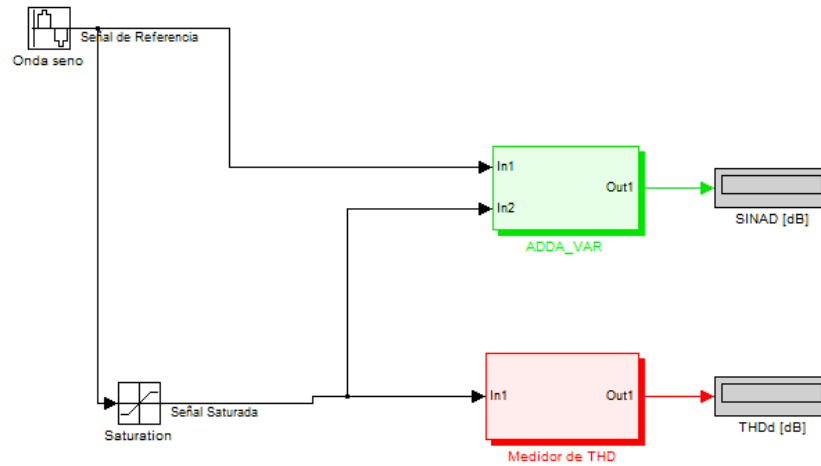 Señal de Referencia
Onda seno
In1
Out1
In2
SINAD [dB]
ADDA_VAR
In1
Out1
Señal Saturada
Saturation
THDd [dB]
Medidor de THD